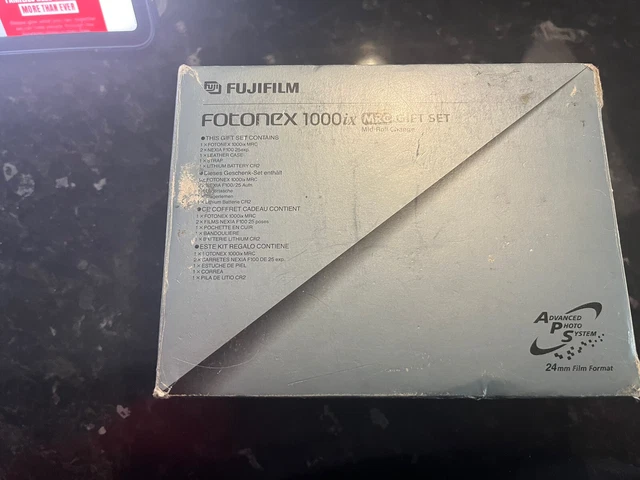 MORE THAN EVER
FUJI FUJIFILM
FOTONEX 1000ix MRC GIFT SET
Mid-Roll Change
●THIS GIFT SET CONTAINS
1 x FOTONEX 1000ix MRC
2 x NEXIA F100 25exp.
1 x LEATHER CASE
1 x STRAP
1 x LITHIUM BATTERY CR2
●Dieses Geschenk-Set enthält
FOTONEX 1000ix MRC
NEXIA F100/25 Aufn.
Lithium Batterie CR2
●CE COFFRET CADEAU CONTIENT
1 x FOTONEX 1000ix MRC
2 x FILMS NEXIA F100 25 poses
1 x POCHETTE EN CUIR
1 x BANDOULIERE
1 x BATTERIE LITHIUM CR2
●ESTE KIT REGALO CONTIENE
1 x FOTONEX 1000ix MRC
2 x CARRETES NEXIA F100 DE 25 exp.
1 x ESTUCHE DE PIEL
1 x CORREA
1 x PILA DE LITIO CR2
ADVANCED
PHOTO
SYSTEM
24mm Film Format